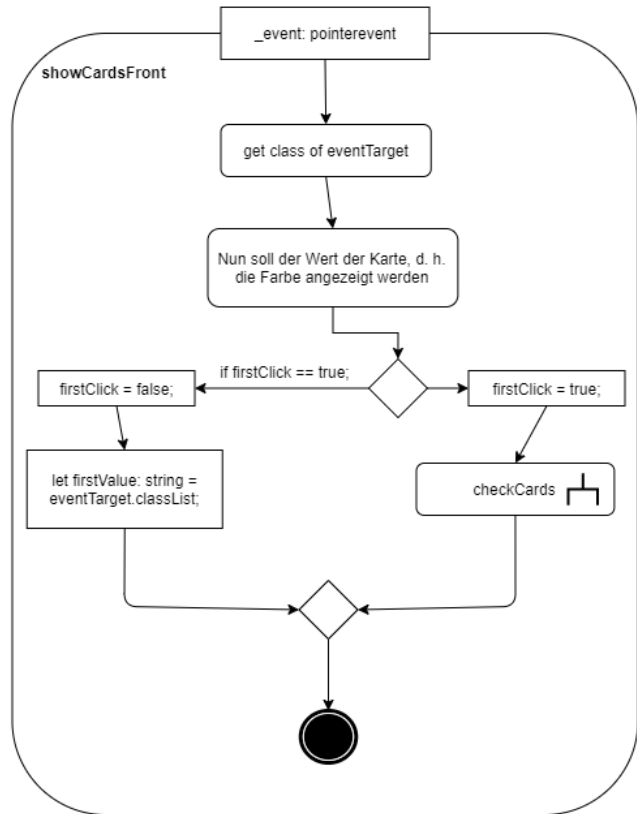 _event: pointerevent
showCardsFront
get class of eventTarget
Nun soll der Wert der Karte, d. h.
die Farbe angezeigt werden
if firstClick == true;
firstClick = false;
firstClick = true;
let firstValue: string =
eventTarget.classList;
checkCards